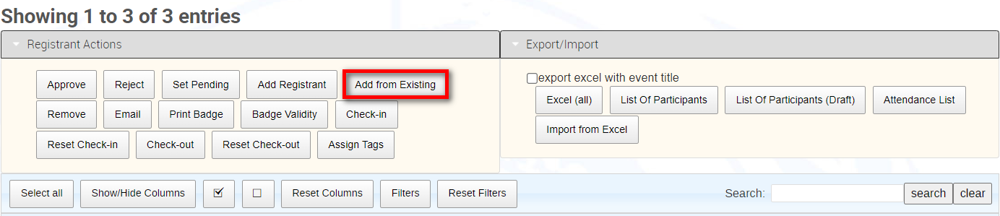 Showing 1 to 3 of 3 entries
Registrant Actions
Approve Reject Set Pending Add Registrant Add from Existing
Remove Email Print Badge Badge Validity Check-in
Reset Check-in Check-out Reset Check-out Assign Tags
Export/Import
export excel with event title
Excel (all) List Of Participants List Of Participants (Draft) Attendance List
Import from Excel
Select all Show/Hide Columns Reset Columns Filters Reset Filters Search: search clear